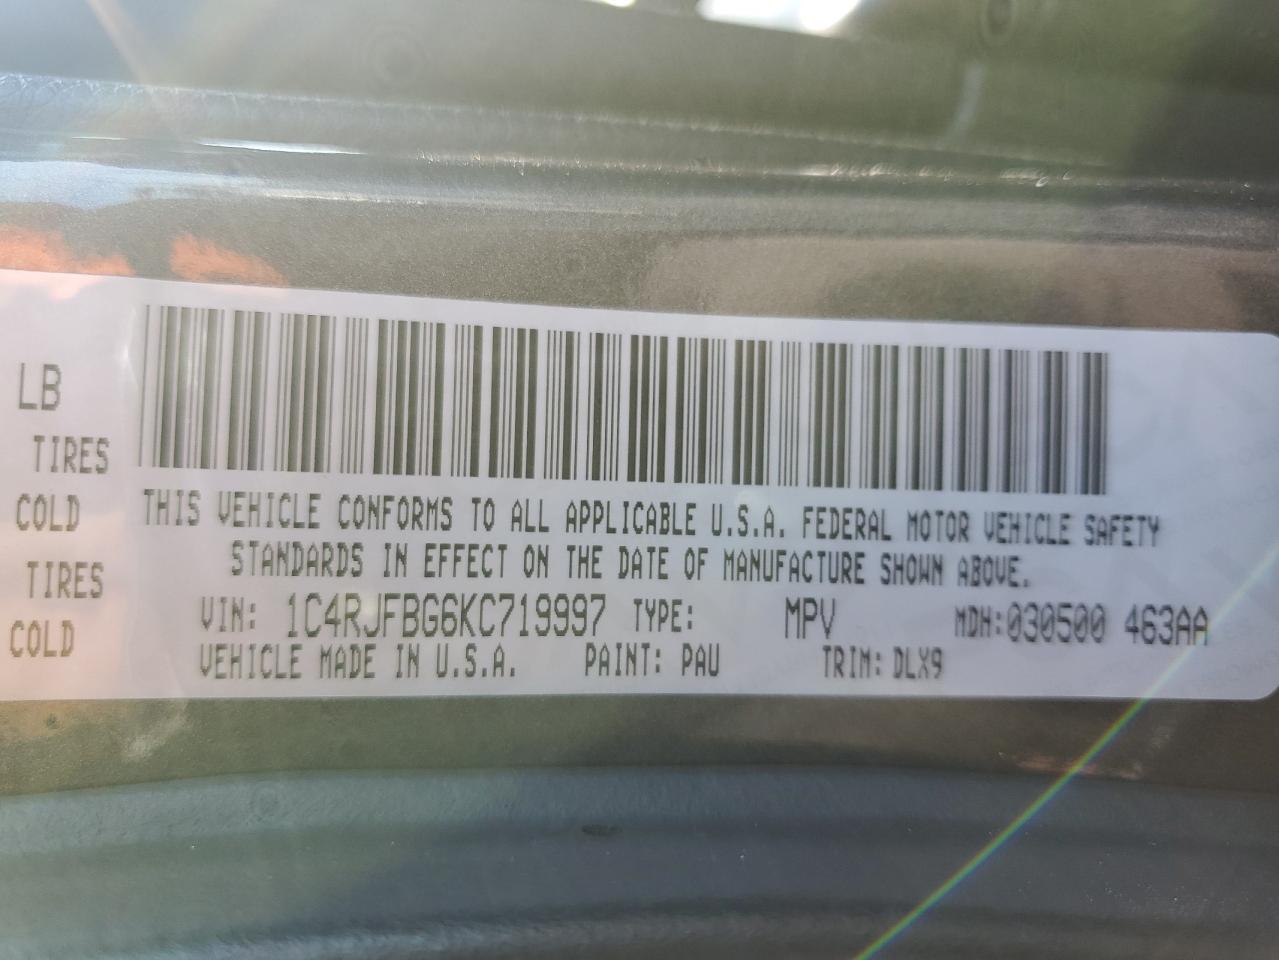 LB
TIRES
COLD
TIRES
COLD
THIS VEHICLE CONFORMS TO ALL APPLICABLE U.S.A. FEDERAL MOTOR VEHICLE SAFETY
STANDARDS IN EFFECT ON THE DATE OF MANUFACTURE SHOWN ABOVE.
VIN: 1C4RJFBG6KC719997 TYPE: MPV MDH:030500 463AA
VEHICLE MADE IN U.S.A. PAINT: PAU TRIM: DLX9